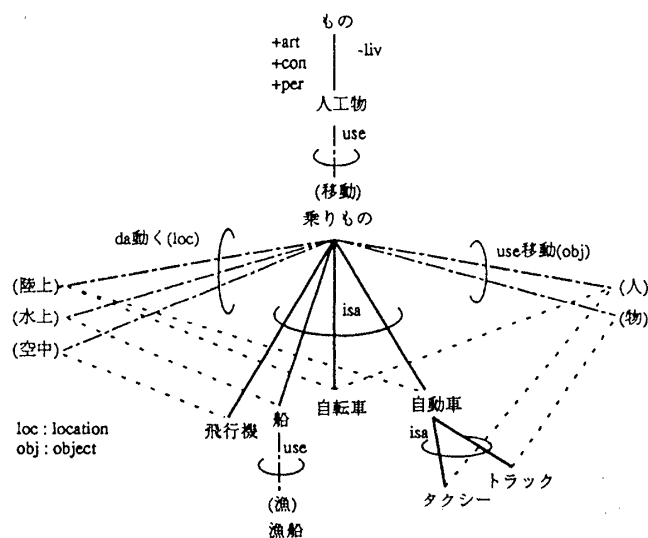 もの
+art
+con
+per
-liv
人工物
use
(移動)
乗りもの
da動く(loc)
use移動(obj)
(陸上)
(水上)
(空中)
(人)
(物)
isa
飛行機
船
自転車
自動車
loc : location
obj : object
use
isa
(漁)
漁船
タクシー
トラック